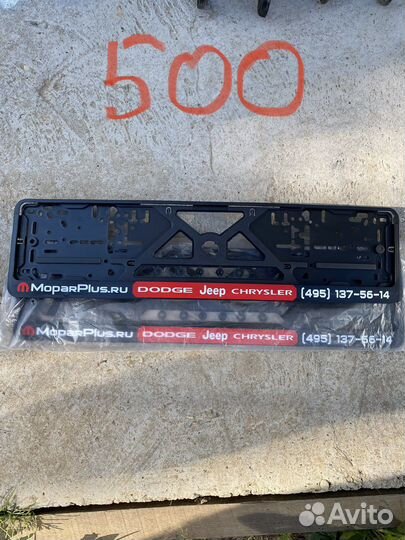 500
MoparPlus.ru DODGE Jeep CHRYSLER (495) 137-56-14
MoparPlus.ru DODGE Jeep CHRYSLER (495) 137-56-14
Avito